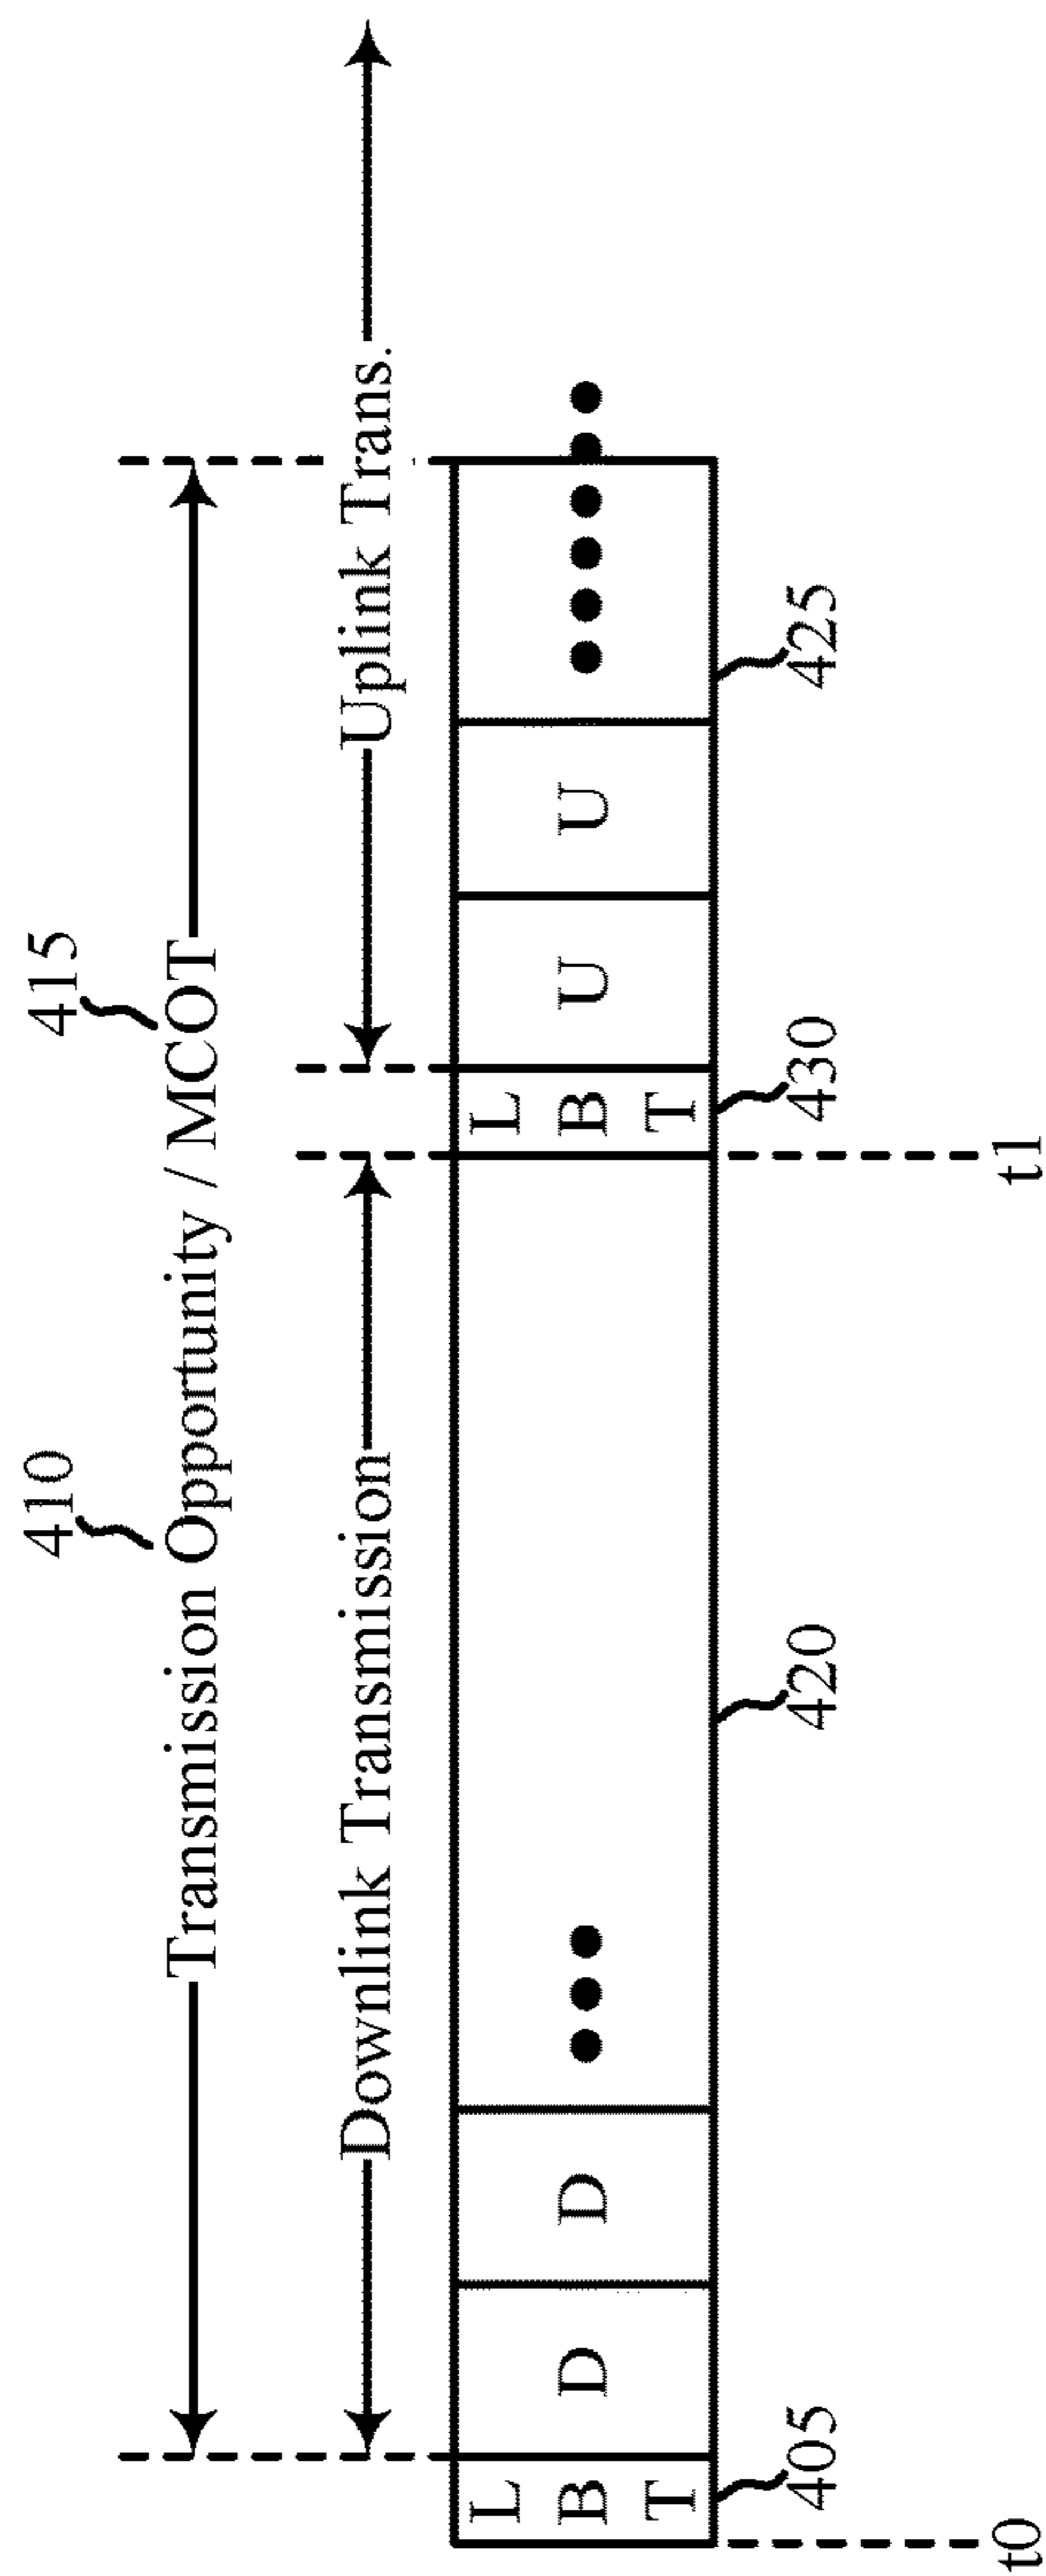 410
415
Transmission Opportunity / MCOT
Downlink Transmission
Uplink Trans.
L
B
T
D
D
L
B
T
U
U
405
420
430
425
t0
t1